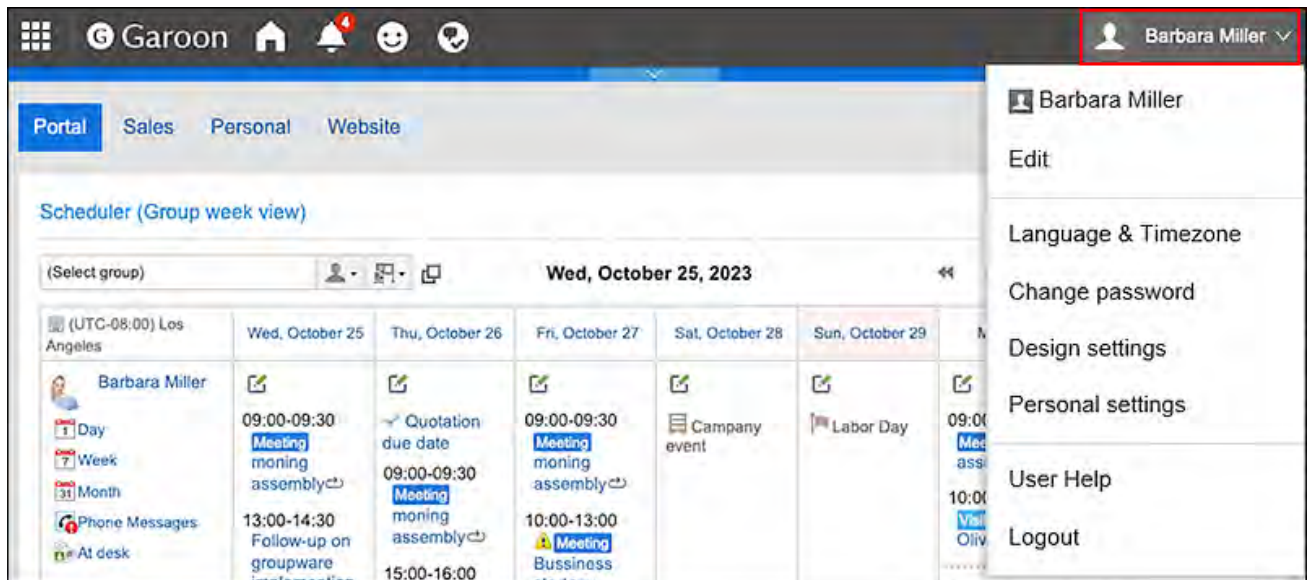 Garoon
4
Barbara Miller
Portal Sales Personal Website
Scheduler (Group week view)
(Select group)
Wed, October 25, 2023
(UTC-08:00) Los
Angeles
Wed, October 25
Thu, October 26
Fri, October 27
Sat, October 28
Sun, October 29
Barbara Miller
1 Day
7 Week
31 Month
Phone Messages
At desk
09:00-09:30
Meeting
moning
assembly
13:00-14:30
Follow-up on
groupware
Quotation
due date
09:00-09:30
Meeting
moning
assembly
15:00-16:00
09:00-09:30
Meeting
moning
assembly
10:00-13:00
Meeting
Bussiness
Campany
event
Labor Day
Barbara Miller
Edit
Language & Timezone
Change password
Design settings
Personal settings
User Help
Logout